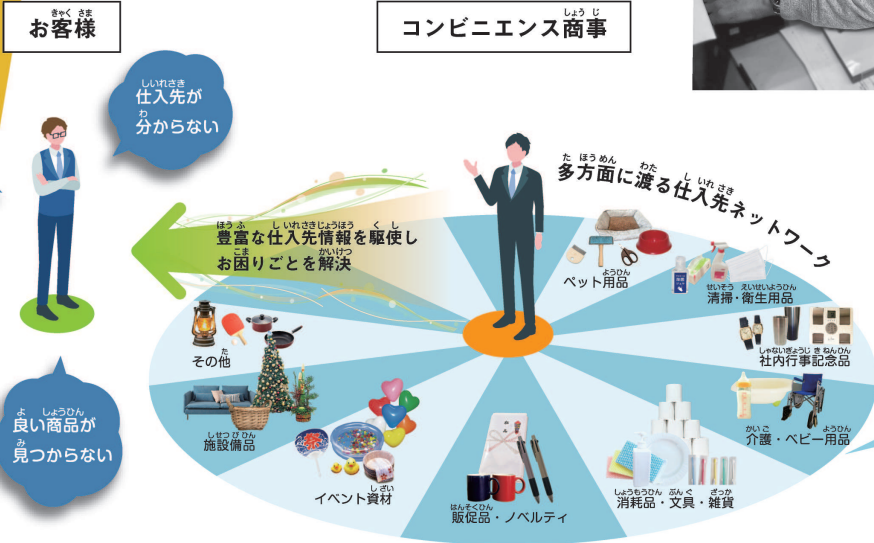 お客様
コンビニエンス商事
仕入先が
分からない
多方面に渡る仕入先ネットワーク
豊富な仕入先情報を駆使し
お困りごとを解決
ペット用品
清掃・衛生用品
社内行事記念品
介護・ベビー用品
消耗品・文具・雑貨
販促品・ノベルティ
イベント資材
施設備品
その他
良い商品が
見つからない